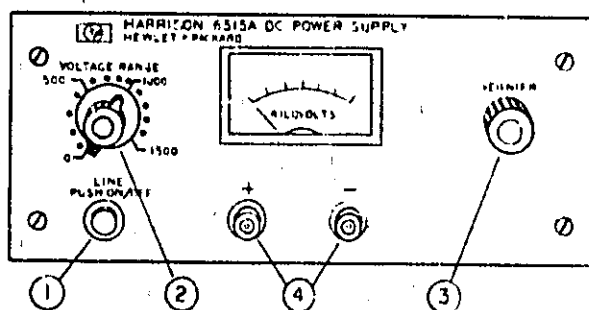 hp HARRISON 6515A DC POWER SUPPLY
HEWLETT PACKARD
VOLTAGE RANGE
500
1000
0
1500
KILOVOLTS
VERNIER
LINE
PUSH ON/OFF
+
−
1
2
4
3